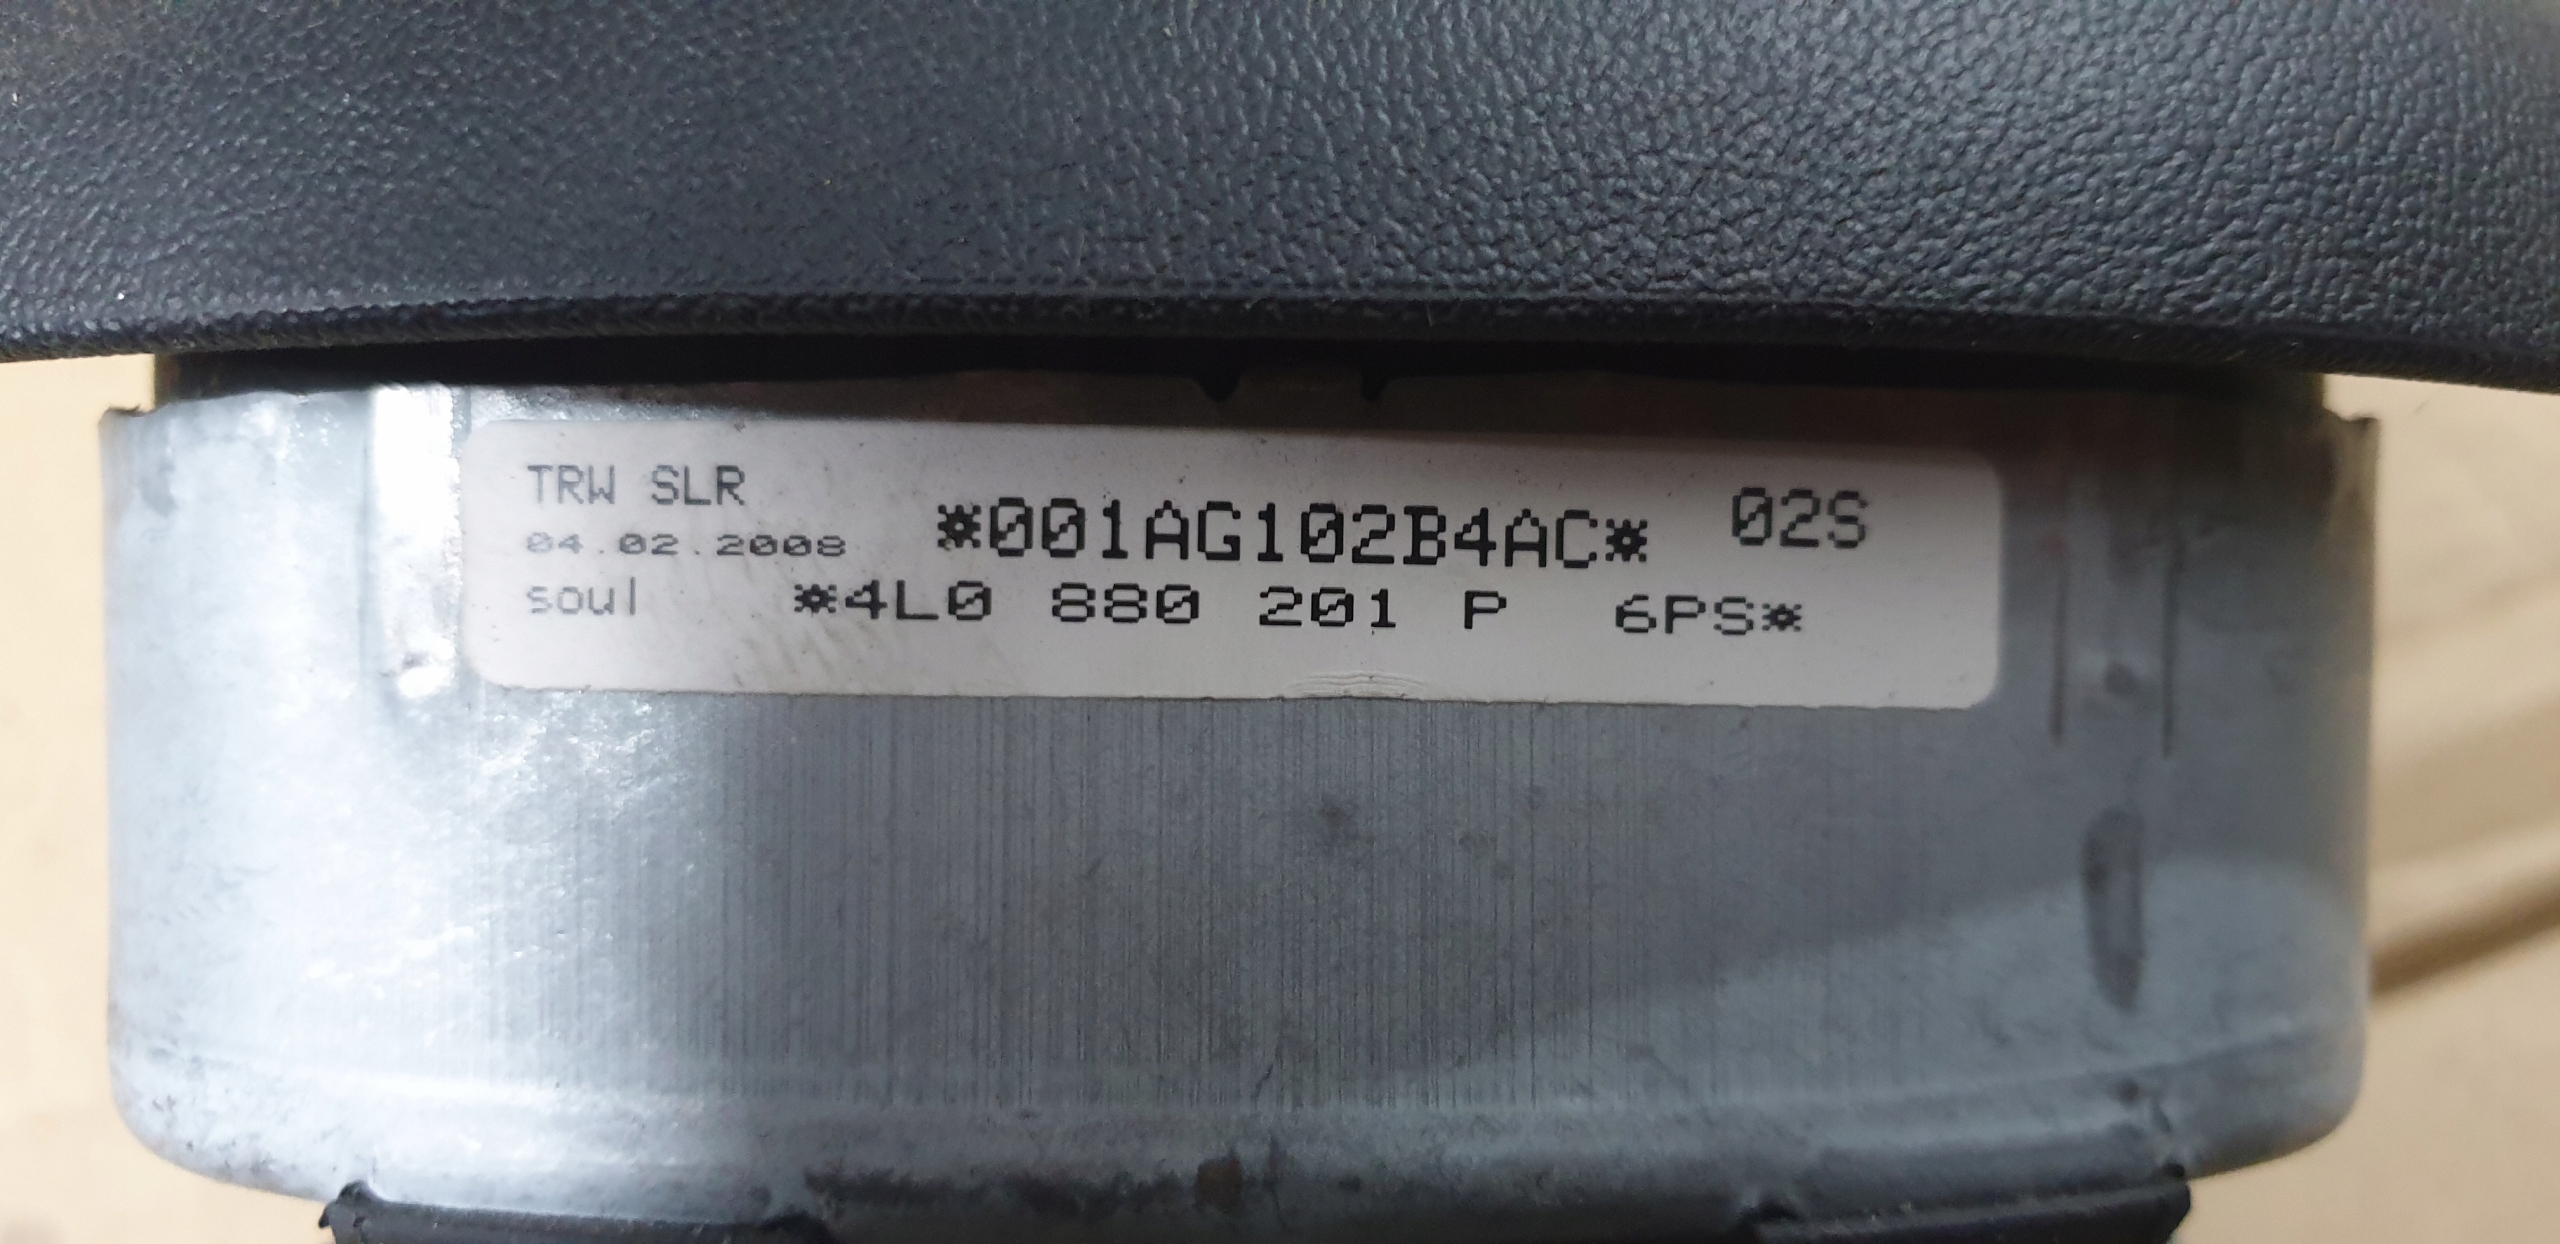 TRW SLR
04.02.2008
soul
*001AG102B4AC*
02S
*4L0 880 201 P 6PS*